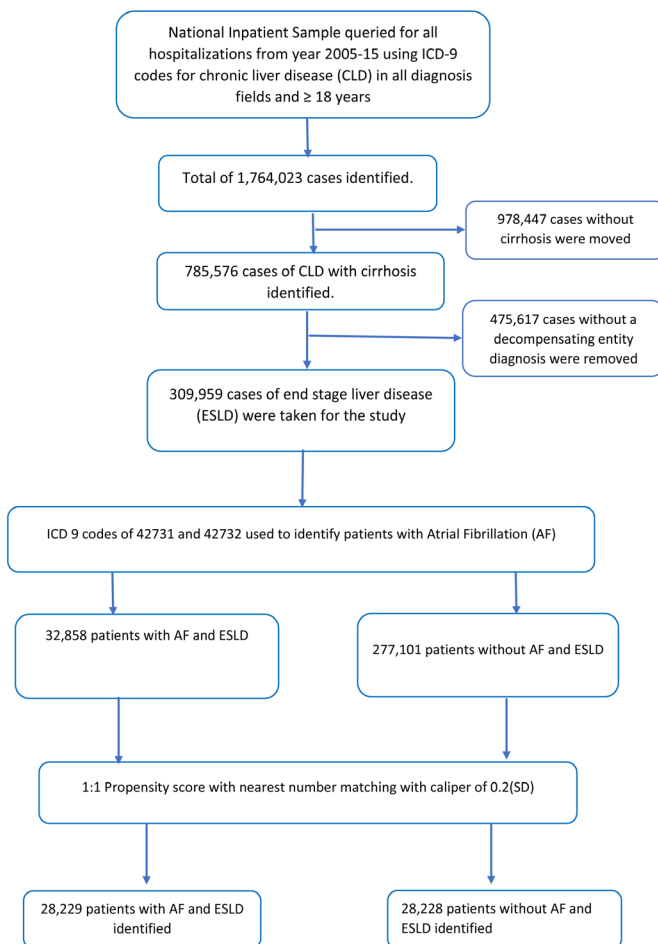 National Inpatient Sample queried for all
hospitalizations from year 2005-15 using ICD-9
codes for chronic liver disease (CLD) in all diagnosis
fields and ≥ 18 years
Total of 1,764,023 cases identified.
978,447 cases without
cirrhosis were moved
785,576 cases of CLD with cirrhosis
identified.
475,617 cases without a
decompensating entity
diagnosis were removed
309,959 cases of end stage liver disease
(ESLD) were taken for the study
ICD 9 codes of 42731 and 42732 used to identify patients with Atrial Fibrillation (AF)
32,858 patients with AF and ESLD
277,101 patients without AF and ESLD
1:1 Propensity score with nearest number matching with caliper of 0.2(SD)
28,229 patients with AF and ESLD
identified
28,228 patients without AF and
ESLD identified